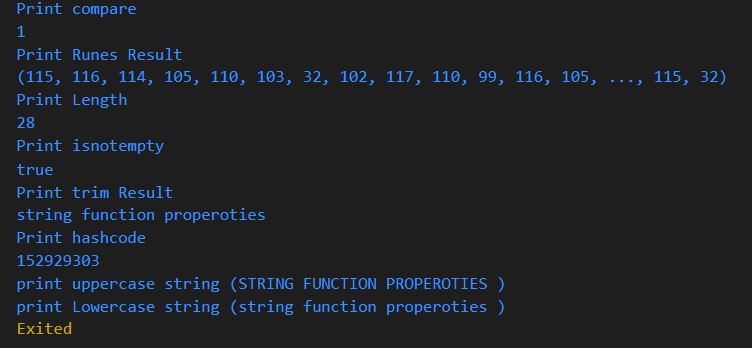 Print compare
1
Print Runes Result
(115, 116, 114, 105, 110, 103, 32, 102, 117, 110, 99, 116, 105, ..., 115, 32)
Print Length
28
Print isnotempty
true
Print trim Result
string function properoties
Print hashcode
152929303
print uppercase string (STRING FUNCTION PROPEROTIES )
print Lowercase string (string function properoties )
Exited